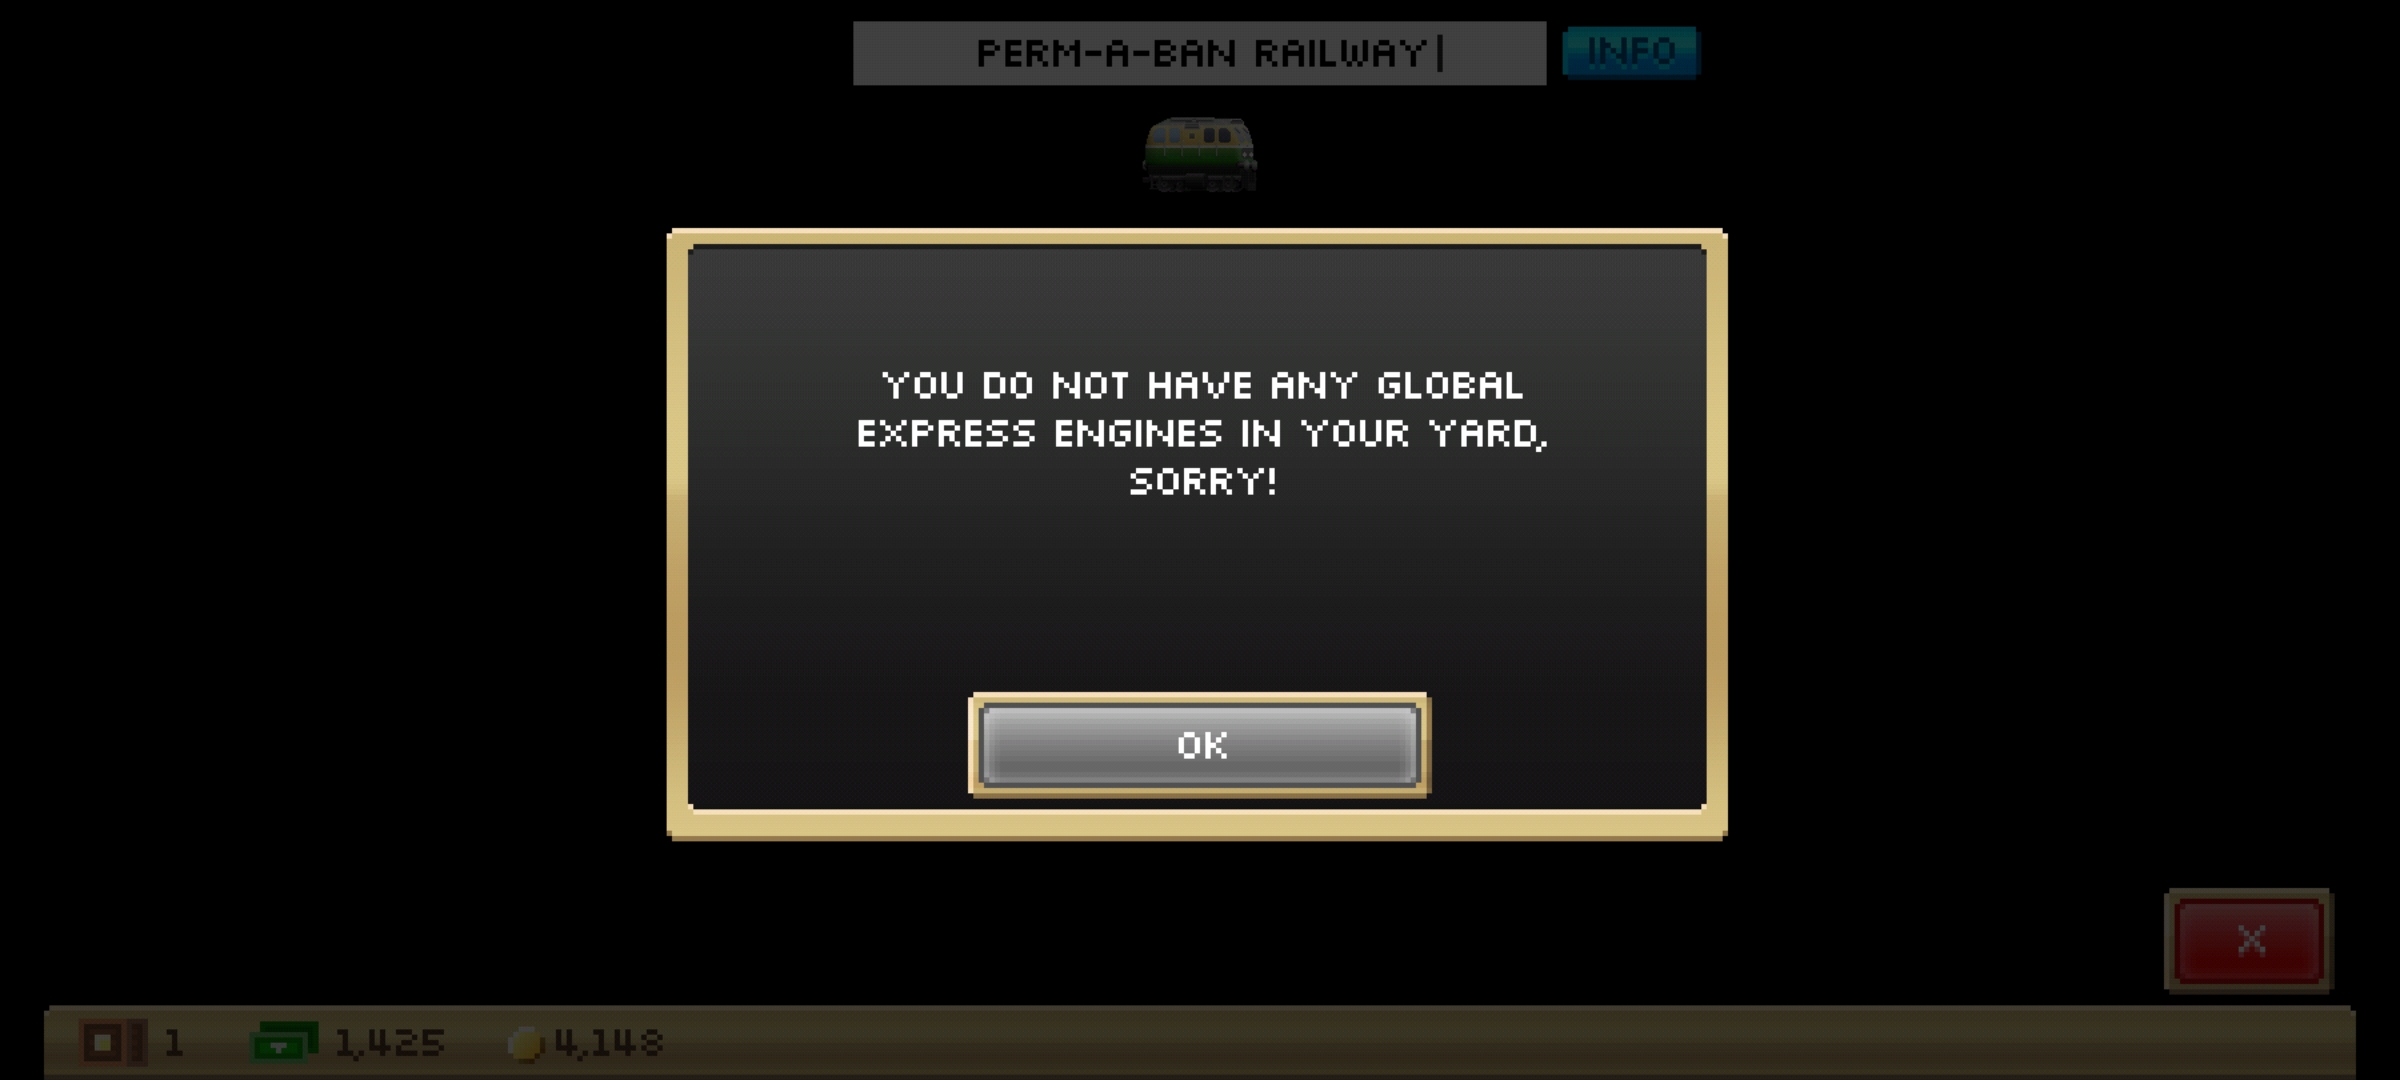 PERM-A-BAN RAILWAY
INFO
YOU DO NOT HAVE ANY GLOBAL
EXPRESS ENGINES IN YOUR YARD,
SORRY!
OK
X
1 1,425 4,148